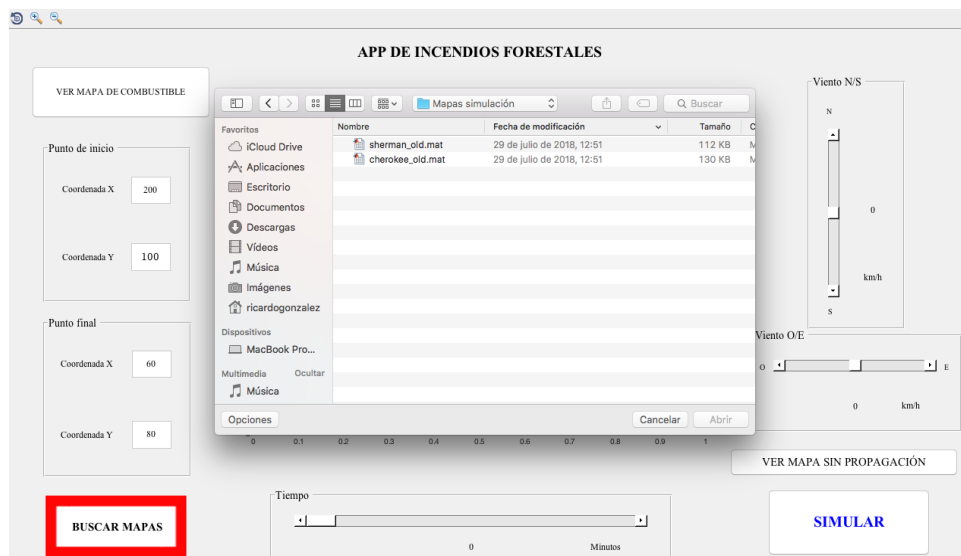 APP DE INCENDIOS FORESTALES
VER MAPA DE COMBUSTIBLE
Punto de inicio
Coordenada X 200
Coordenada Y 100
Punto final
Coordenada X 60
Coordenada Y 80
BUSCAR MAPAS
Mapas simulación
Buscar
Favoritos
iCloud Drive
Aplicaciones
Escritorio
Documentos
Descargas
Vídeos
Música
Imágenes
ricardogonzalez
Dispositivos
MacBook Pro...
Multimedia Ocultar
Música
Nombre Fecha de modificación Tamaño
sherman_old.mat 29 de julio de 2018, 12:51 112 KB
cherokee_old.mat 29 de julio de 2018, 12:51 130 KB
Opciones Cancelar Abrir
0 0.1 0.2 0.3 0.4 0.5 0.6 0.7 0.8 0.9 1
Tiempo
0 Minutos
Viento N/S
N
0
km/h
S
Viento O/E
O E
0 km/h
VER MAPA SIN PROPAGACIÓN
SIMULAR